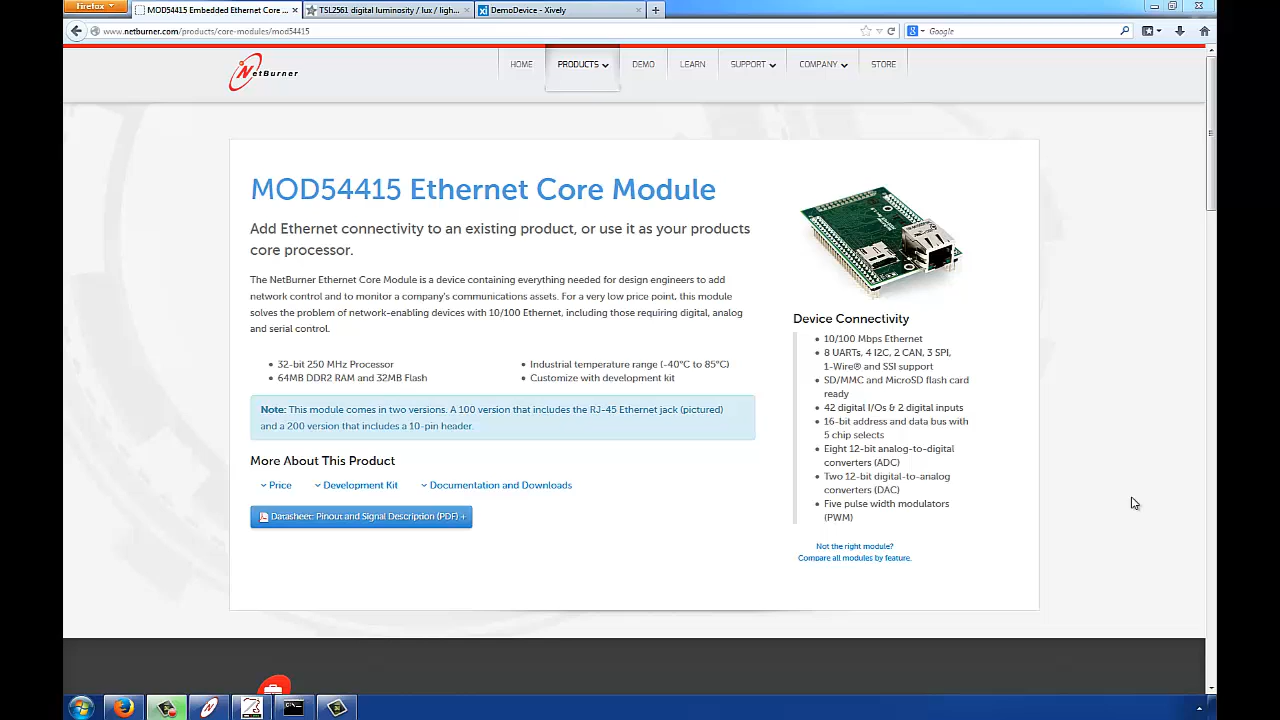 Firefox
MOD54415 Embedded Ethernet Core ...
TSL2561 digital luminosity / lux / ligh...
xi DemoDevice - Xively
www.netburner.com/products/core-modules/mod54415
Google
NetBurner
HOME
PRODUCTS
DEMO
LEARN
SUPPORT
COMPANY
STORE
MOD54415 Ethernet Core Module
Add Ethernet connectivity to an existing product, or use it as your products
core processor.
The NetBurner Ethernet Core Module is a device containing everything needed for design engineers to add
network control and to monitor a company's communications assets. For a very low price point, this module
solves the problem of network-enabling devices with 10/100 Ethernet, including those requiring digital, analog
and serial control.
• 32-bit 250 MHz Processor
• 64MB DDR2 RAM and 32MB Flash
• Industrial temperature range (-40°C to 85°C)
• Customize with development kit
Note: This module comes in two versions. A 100 version that includes the RJ-45 Ethernet jack (pictured)
and a 200 version that includes a 10-pin header.
More About This Product
Price
Development Kit
Documentation and Downloads
Datasheet: Pinout and Signal Description (PDF) +
Device Connectivity
• 10/100 Mbps Ethernet
• 8 UARTs, 4 I2C, 2 CAN, 3 SPI,
1-Wire® and SSI support
• SD/MMC and MicroSD flash card
ready
• 42 digital I/Os & 2 digital inputs
• 16-bit address and data bus with
5 chip selects
• Eight 12-bit analog-to-digital
converters (ADC)
• Two 12-bit digital-to-analog
converters (DAC)
• Five pulse width modulators
(PWM)
Not the right module?
Compare all modules by feature.